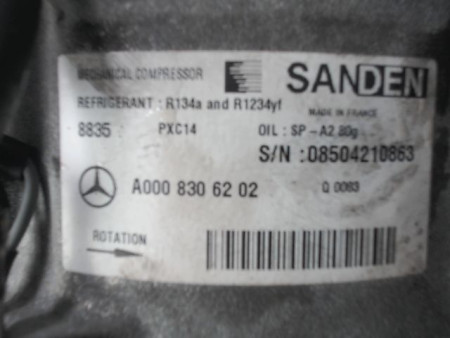 MECHANICAL COMPRESSOR SANDEN
REFRIGERANT : R134a and R1234yf
MADE IN FRANCE
8835 PXC14 OIL : SP-A2 80g
S/N :08504210863
A000 830 62 02 Q 0063
ROTATION